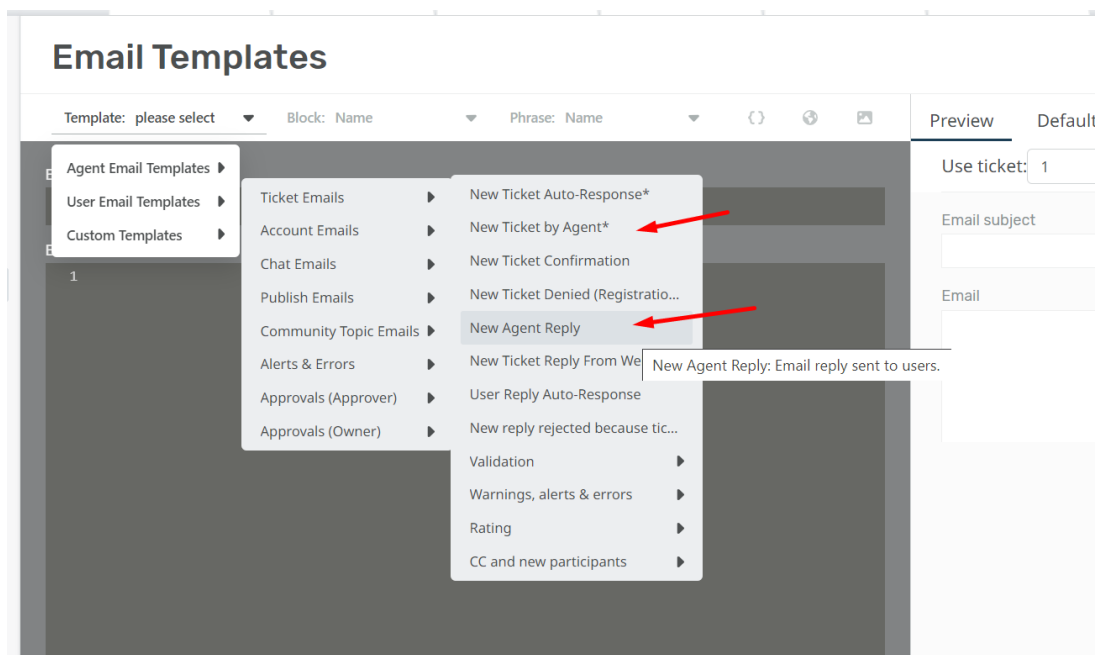 Email Templates
Template: please select
Block: Name
Phrase: Name
{}
Preview
Default
Use ticket: 1
Email subject
Email
Agent Email Templates
User Email Templates
Custom Templates
Ticket Emails
Account Emails
Chat Emails
Publish Emails
Community Topic Emails
Alerts & Errors
Approvals (Approver)
Approvals (Owner)
New Ticket Auto-Response*
New Ticket by Agent*
New Ticket Confirmation
New Ticket Denied (Registratio...
New Agent Reply
New Ticket Reply From We
New Agent Reply: Email reply sent to users.
User Reply Auto-Response
New reply rejected because tic...
Validation
Warnings, alerts & errors
Rating
CC and new participants
E
E
1